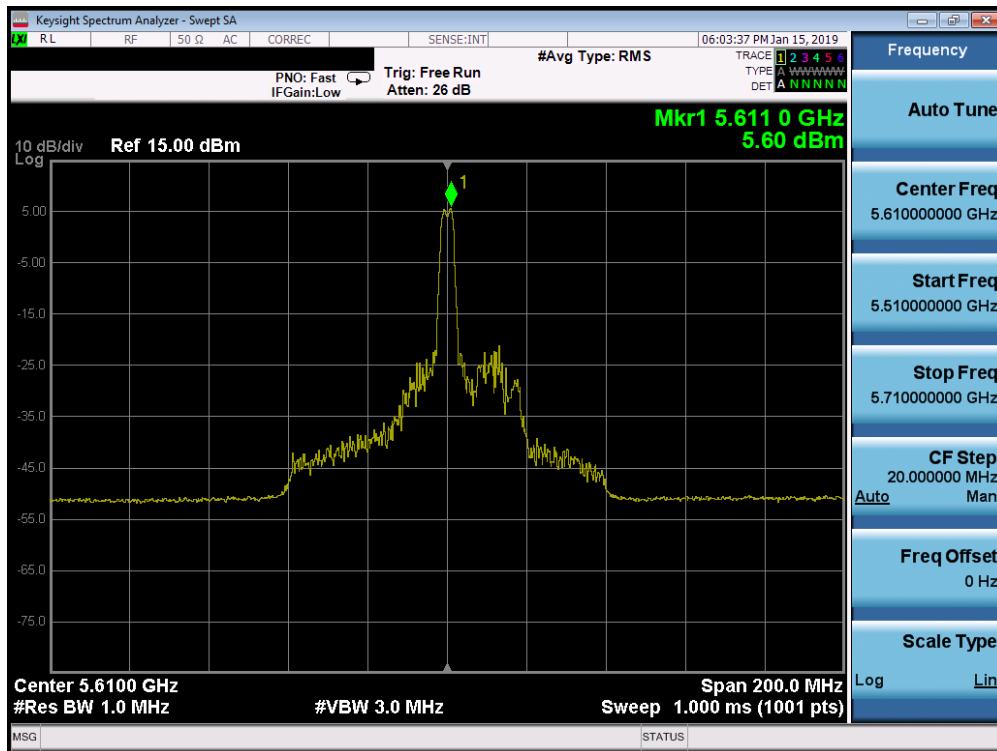 Keysight Spectrum Analyzer - Swept SA
LXI RL RF 50 Ω AC CORREC SENSE:INT 06:03:37 PM Jan 15, 2019
#Avg Type: RMS
TRACE 1 2 3 4 5 6
TYPE A WWWWW
DET A N N N N N
PNO: Fast
IFGain:Low
Trig: Free Run
Atten: 26 dB
Mkr1 5.611 0 GHz
5.60 dBm
10 dB/div
Log
Ref 15.00 dBm
1
5.00
-5.00
-15.0
-25.0
-35.0
-45.0
-55.0
-65.0
-75.0
Center 5.6100 GHz
#Res BW 1.0 MHz
#VBW 3.0 MHz
Span 200.0 MHz
Sweep 1.000 ms (1001 pts)
MSG
STATUS
Frequency
Auto Tune
Center Freq
5.610000000 GHz
Start Freq
5.510000000 GHz
Stop Freq
5.710000000 GHz
CF Step
20.000000 MHz
Auto Man
Freq Offset
0 Hz
Scale Type
Log Lin